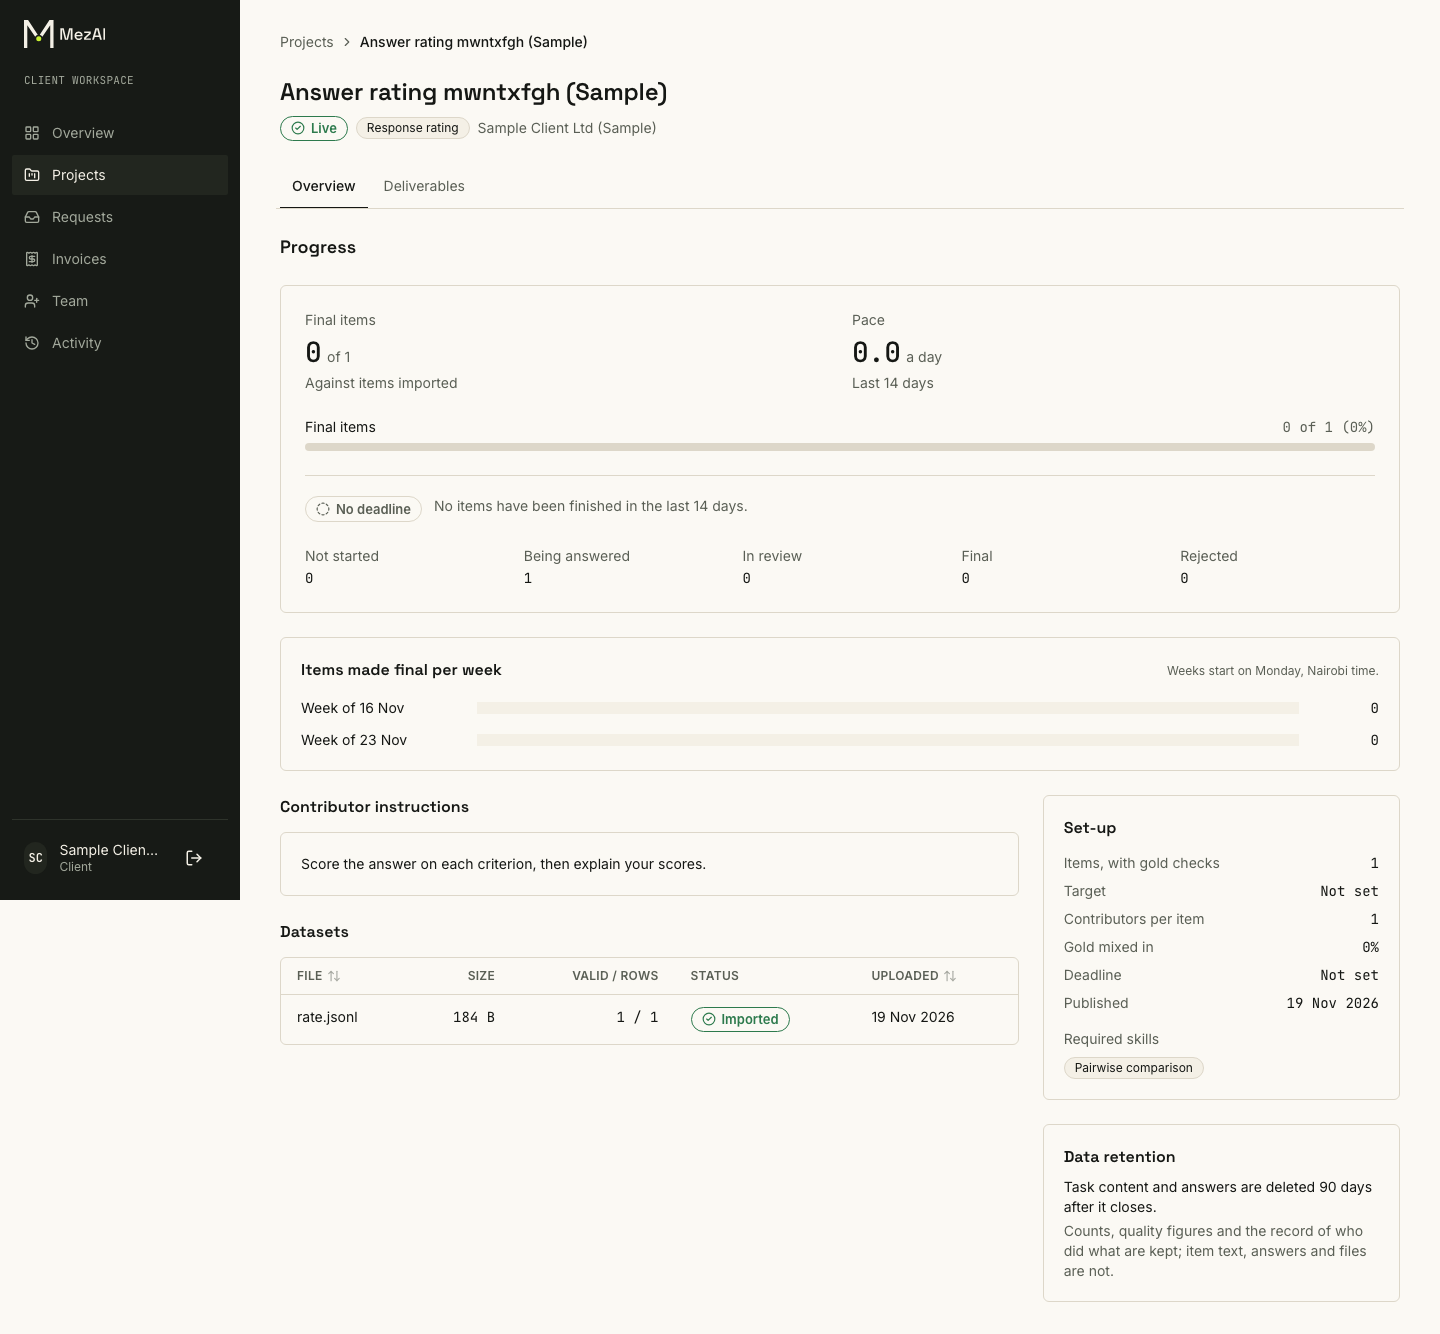 MezAI
CLIENT WORKSPACE
Overview
Projects
Requests
Invoices
Team
Activity
SC
Sample Clien...
Client
Projects > Answer rating mwntxfgh (Sample)
Answer rating mwntxfgh (Sample)
Live Response rating Sample Client Ltd (Sample)
Overview Deliverables
Progress
Final items
0 of 1
Against items imported
Pace
0.0 a day
Last 14 days
Final items 0 of 1 (0%)
No deadline No items have been finished in the last 14 days.
Not started Being answered In review Final Rejected
0 1 0 0 0
Items made final per week Weeks start on Monday, Nairobi time.
Week of 16 Nov 0
Week of 23 Nov 0
Contributor instructions
Score the answer on each criterion, then explain your scores.
Datasets
FILE SIZE VALID / ROWS STATUS UPLOADED
rate.jsonl 184 B 1 / 1 Imported 19 Nov 2026
Set-up
Items, with gold checks 1
Target Not set
Contributors per item 1
Gold mixed in 0%
Deadline Not set
Published 19 Nov 2026
Required skills
Pairwise comparison
Data retention
Task content and answers are deleted 90 days
after it closes.
Counts, quality figures and the record of who
did what are kept; item text, answers and files
are not.